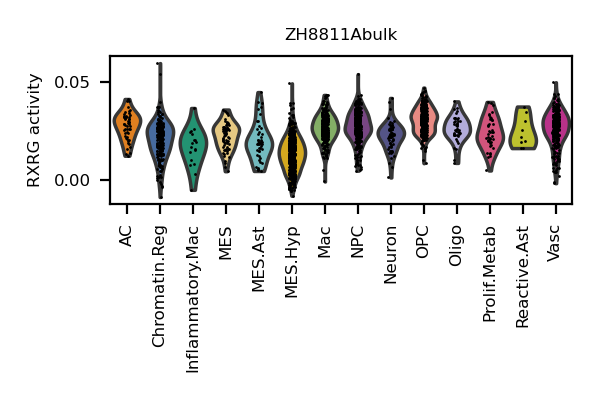 ZH8811Abulk
RXRG activity
0.05
0.00
AC
Chromatin.Reg
Inflammatory.Mac
MES
MES.Ast
MES.Hyp
Mac
NPC
Neuron
OPC
Oligo
Prolif.Metab
Reactive.Ast
Vasc